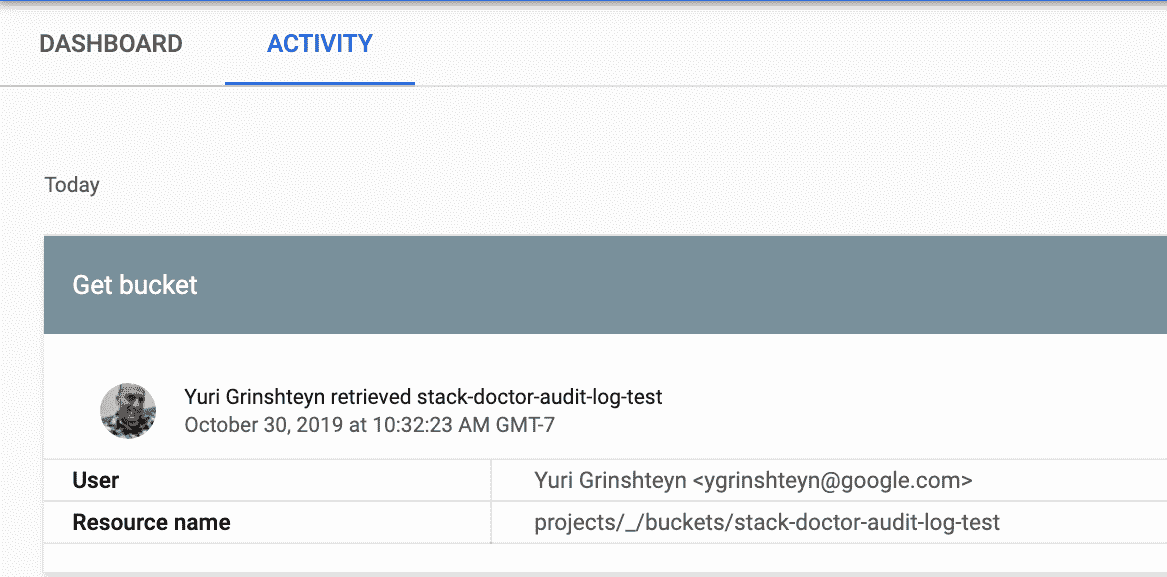 DASHBOARD ACTIVITY
Today
Get bucket
Yuri Grinshteyn retrieved stack-doctor-audit-log-test
October 30, 2019 at 10:32:23 AM GMT-7
User Yuri Grinshteyn <ygrinshteyn@google.com>
Resource name projects/_/buckets/stack-doctor-audit-log-test